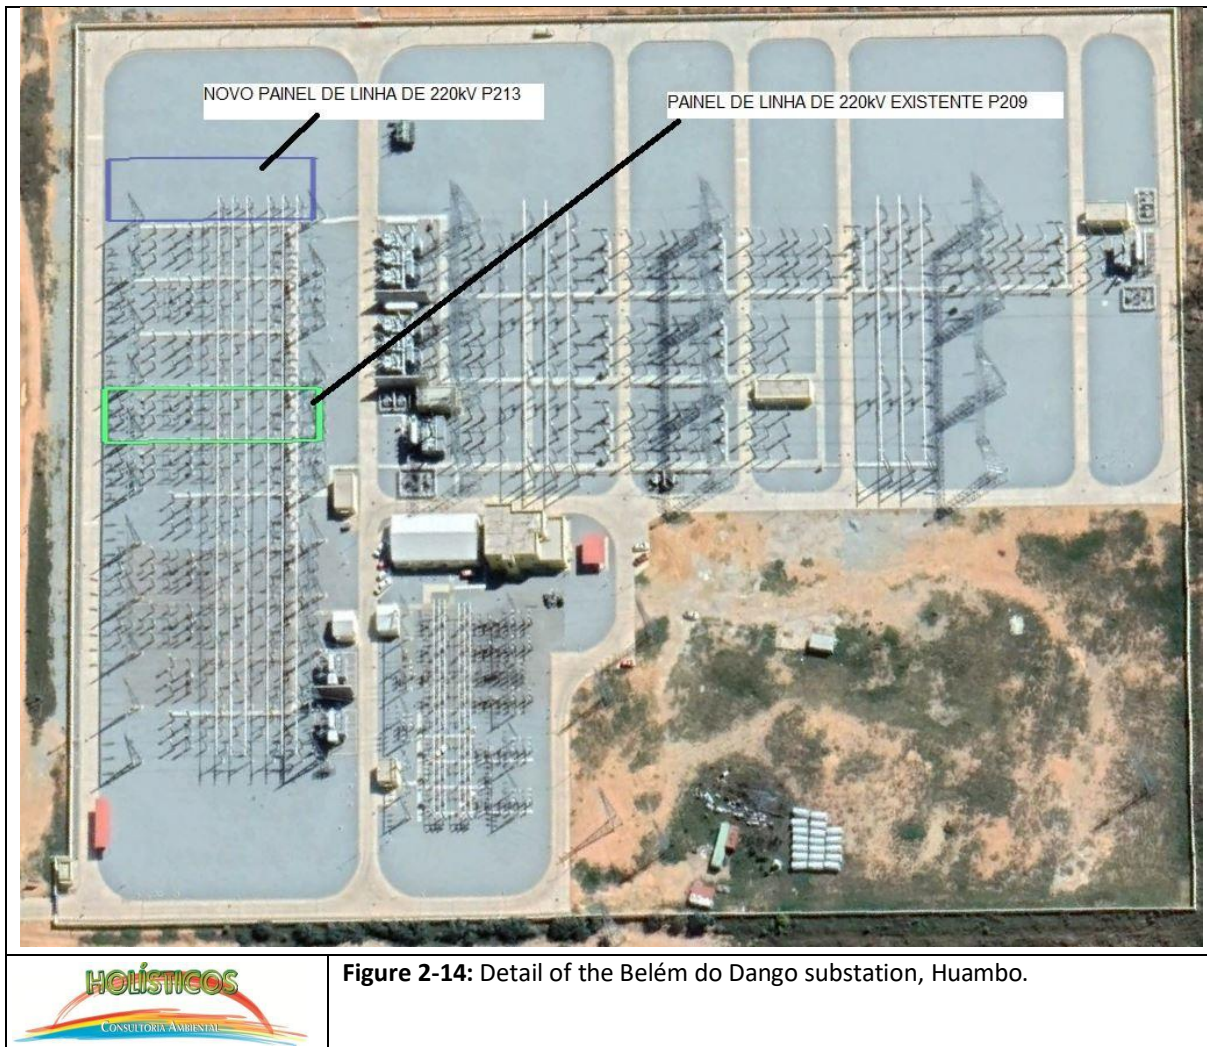 NOVO PAINEL DE LINHA DE 220kV P213
PAINEL DE LINHA DE 220kV EXISTENTE P209
HOLÍSTICOS
CONSULTORIA AMBIENTAL
Figure 2-14: Detail of the Belém do Dango substation, Huambo.